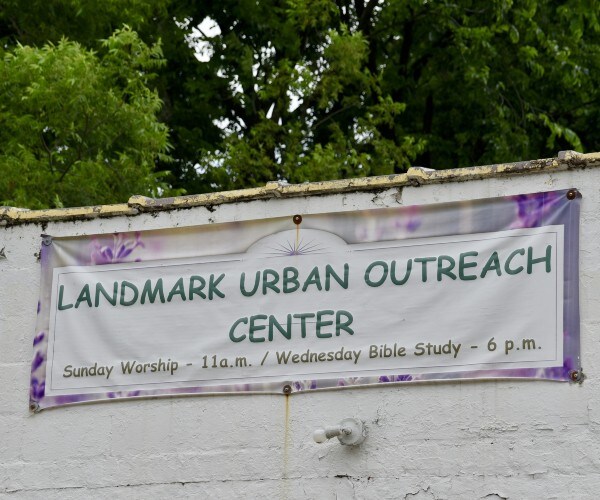 LANDMARK URBAN OUTREACH
CENTER
Sunday Worship - 11a.m. / Wednesday Bible Study - 6 p.m.